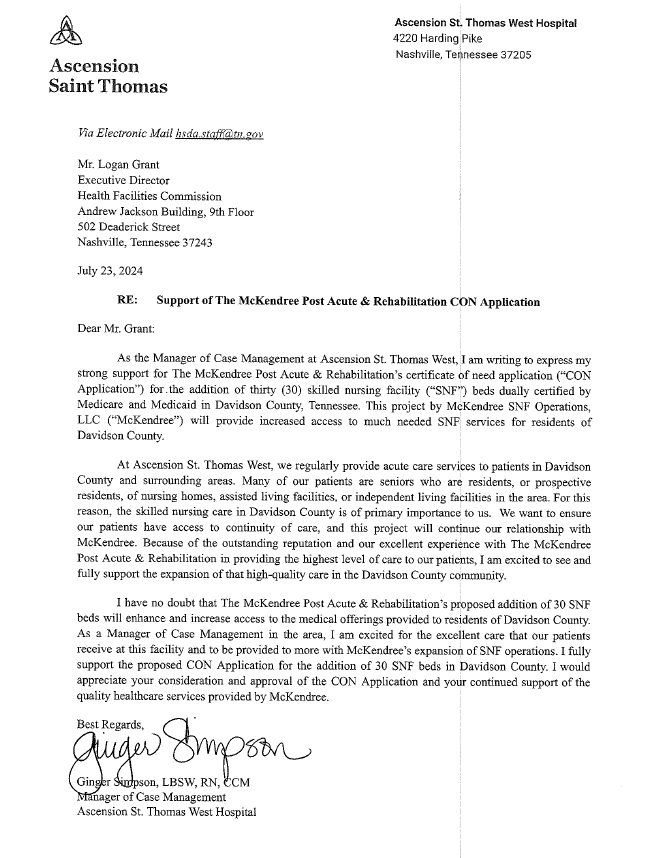 Ascension St. Thomas West Hospital
4220 Harding Pike
Nashville, Tennessee 37205
Ascension
Saint Thomas
Via Electronic Mail hsda.staff@tn.gov
Mr. Logan Grant
Executive Director
Health Facilities Commission
Andrew Jackson Building, 9th Floor
502 Deaderick Street
Nashville, Tennessee 37243
July 23, 2024
RE: Support of The McKendree Post Acute & Rehabilitation CON Application
Dear Mr. Grant:
As the Manager of Case Management at Ascension St. Thomas West, I am writing to express my
strong support for The McKendree Post Acute & Rehabilitation's certificate of need application ("CON
Application") for the addition of thirty (30) skilled nursing facility ("SNF") beds dually certified by
Medicare and Medicaid in Davidson County, Tennessee. This project by McKendree SNF Operations,
LLC ("McKendree") will provide increased access to much needed SNF services for residents of
Davidson County.
At Ascension St. Thomas West, we regularly provide acute care services to patients in Davidson
County and surrounding areas. Many of our patients are seniors who are residents, or prospective
residents, of nursing homes, assisted living facilities, or independent living facilities in the area. For this
reason, the skilled nursing care in Davidson County is of primary importance to us. We want to ensure
our patients have access to continuity of care, and this project will continue our relationship with
McKendree. Because of the outstanding reputation and our excellent experience with The McKendree
Post Acute & Rehabilitation in providing the highest level of care to our patients, I am excited to see and
fully support the expansion of that high-quality care in the Davidson County community.
I have no doubt that The McKendree Post Acute & Rehabilitation's proposed addition of 30 SNF
beds will enhance and increase access to the medical offerings provided to residents of Davidson County.
As a Manager of Case Management in the area, I am excited for the excellent care that our patients
receive at this facility and to be provided to more with McKendree's expansion of SNF operations. I fully
support the proposed CON Application for the addition of 30 SNF beds in Davidson County. I would
appreciate your consideration and approval of the CON Application and your continued support of the
quality healthcare services provided by McKendree.
Best Regards,
Ginger Simpson
Ginger Simpson, LBSW, RN, CCM
Manager of Case Management
Ascension St. Thomas West Hospital